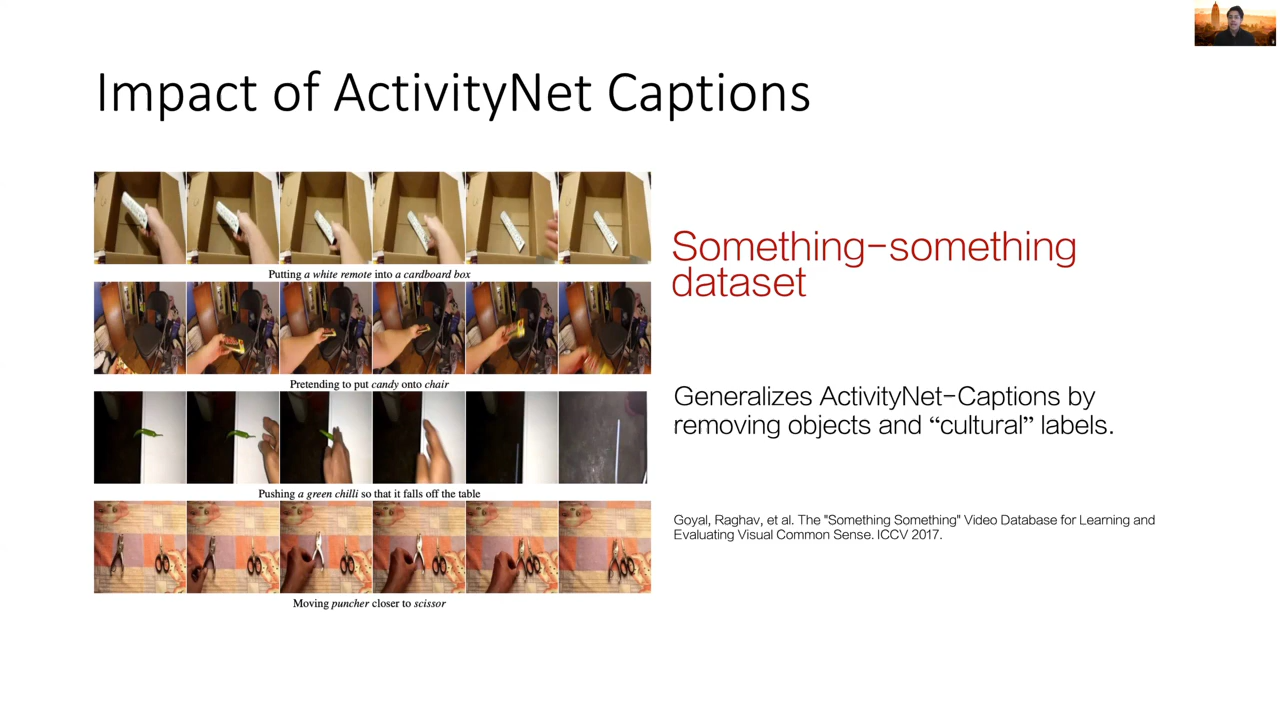 Impact of ActivityNet Captions
Putting a white remote into a cardboard box
Pretending to put candy onto chair
Pushing a green chilli so that it falls off the table
Moving puncher closer to scissor
Something-something
dataset
Generalizes ActivityNet-Captions by
removing objects and “cultural” labels.
Goyal, Raghav, et al. The "Something Something" Video Database for Learning and
Evaluating Visual Common Sense. ICCV 2017.